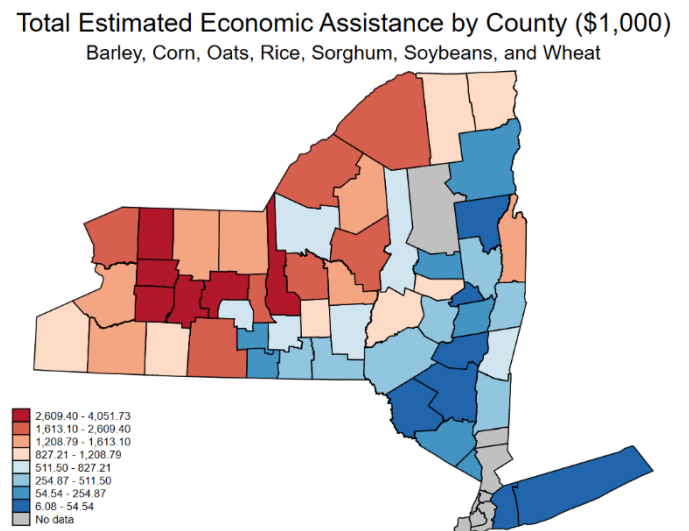 Total Estimated Economic Assistance by County ($1,000)
Barley, Corn, Oats, Rice, Sorghum, Soybeans, and Wheat
2,609.40 - 4,051.73
1,613.10 - 2,609.40
1,208.79 - 1,613.10
827.21 - 1,208.79
511.50 - 827.21
254.87 - 511.50
54.54 - 254.87
6.08 - 54.54
No data